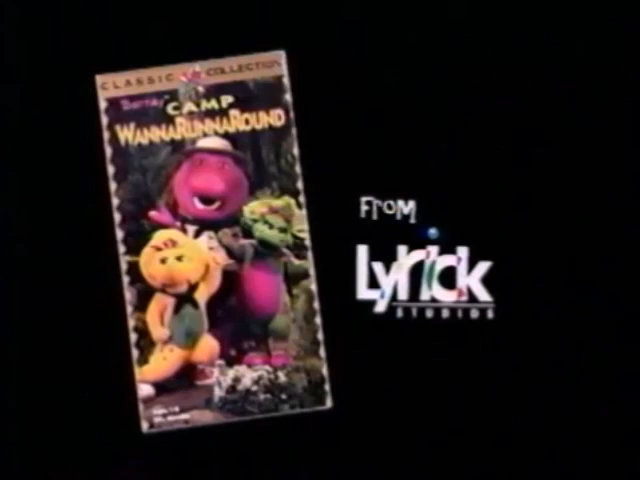 CLASSIC COLLECTION
Barney
CAMP
WANNARUNNAROUND
FROM
Lyrick
STUDIOS